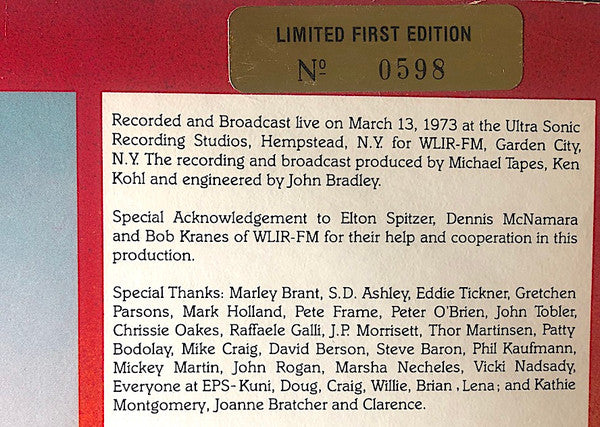 LIMITED FIRST EDITION
Nº 0598
Recorded and Broadcast live on March 13, 1973 at the Ultra Sonic
Recording Studios, Hempstead, N.Y. for WLIR-FM, Garden City,
N.Y. The recording and broadcast produced by Michael Tapes, Ken
Kohl and engineered by John Bradley.
Special Acknowledgement to Elton Spitzer, Dennis McNamara
and Bob Kranes of WLIR-FM for their help and cooperation in this
production.
Special Thanks: Marley Brant, S.D. Ashley, Eddie Tickner, Gretchen
Parsons, Mark Holland, Pete Frame, Peter O'Brien, John Tobler,
Chrissie Oakes, Raffaele Galli, J.P. Morrisett, Thor Martinsen, Patty
Bodolay, Mike Craig, David Berson, Steve Baron, Phil Kaufmann,
Mickey Martin, John Rogan, Marsha Necheles, Vicki Nadsady,
Everyone at EPS-Kuni, Doug, Craig, Willie, Brian , Lena; and Kathie
Montgomery, Joanne Bratcher and Clarence.